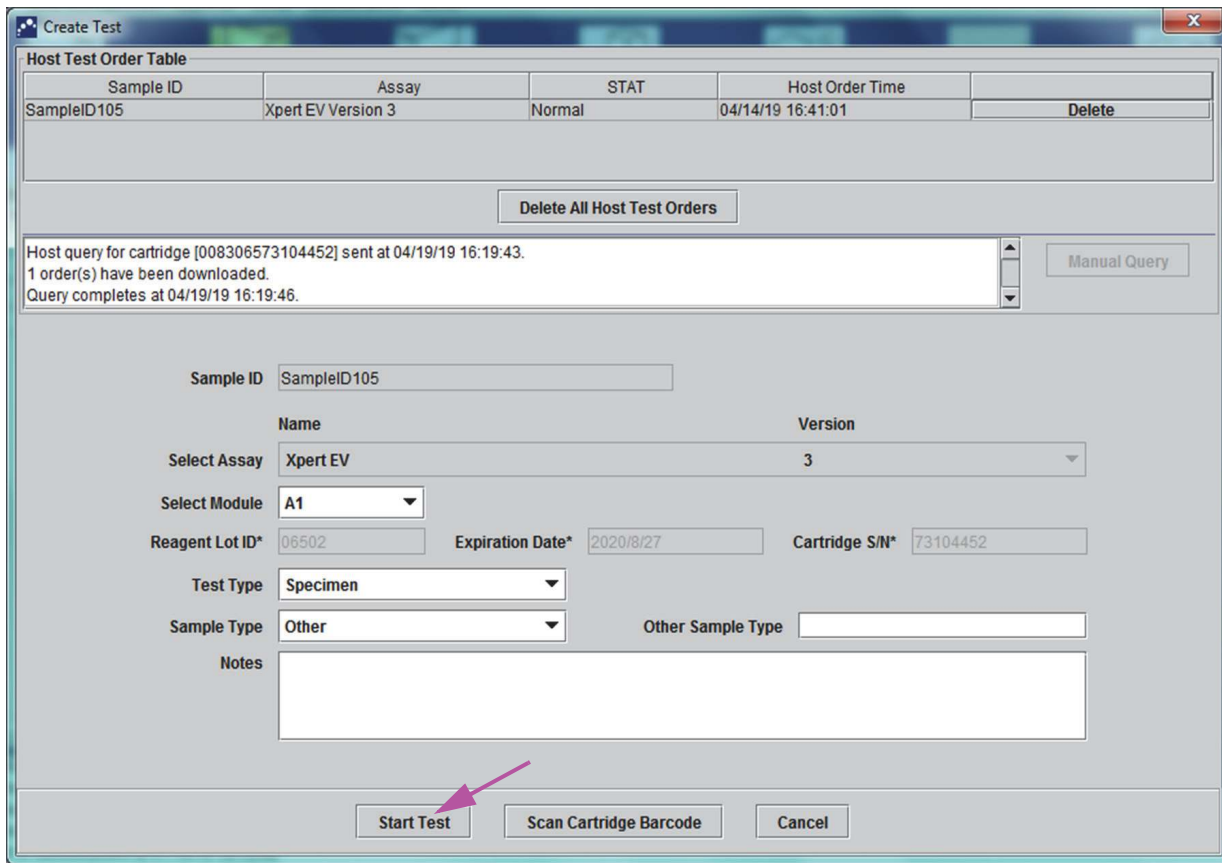 Create Test
Host Test Order Table
Sample ID Assay STAT Host Order Time
SampleID105 Xpert EV Version 3 Normal 04/14/19 16:41:01 Delete
Delete All Host Test Orders
Host query for cartridge [008306573104452] sent at 04/19/19 16:19:43.
1 order(s) have been downloaded.
Query completes at 04/19/19 16:19:46.
Manual Query
Sample ID SampleID105
Name Version
Select Assay Xpert EV 3
Select Module A1
Reagent Lot ID* 06502 Expiration Date* 2020/8/27 Cartridge S/N* 73104452
Test Type Specimen
Sample Type Other Other Sample Type
Notes
Start Test Scan Cartridge Barcode Cancel